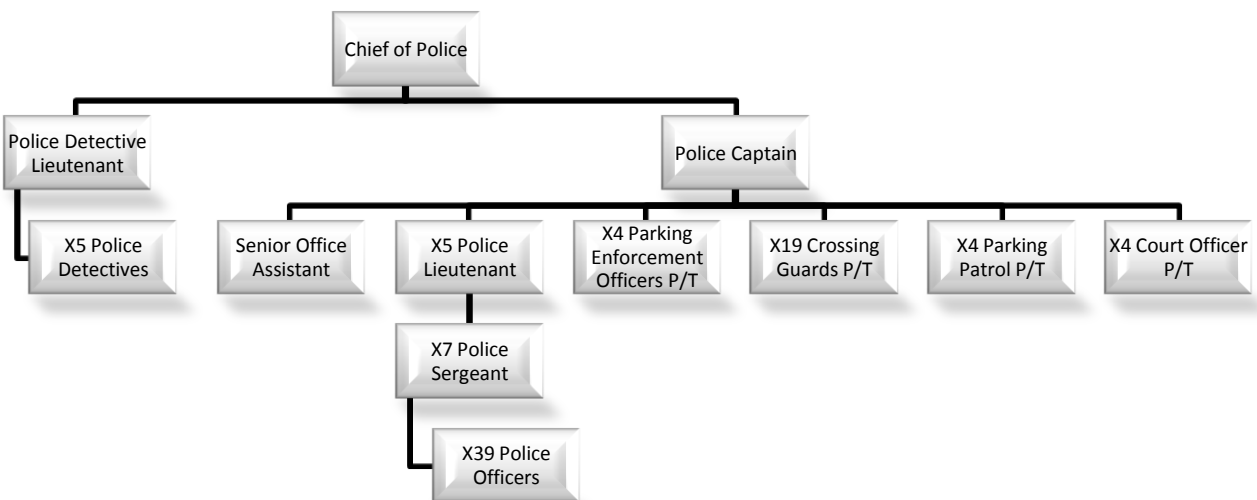 Chief of Police
Police Detective
Lieutenant
Police Captain
X5 Police
Detectives
Senior Office
Assistant
X5 Police
Lieutenant
X4 Parking
Enforcement
Officers P/T
X19 Crossing
Guards P/T
X4 Parking
Patrol P/T
X4 Court Officer
P/T
X7 Police
Sergeant
X39 Police
Officers